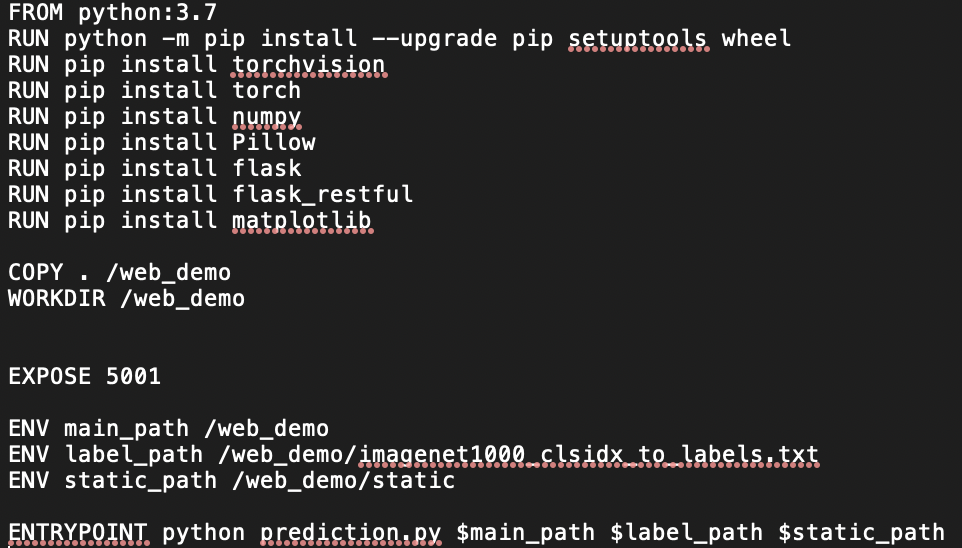 FROM python:3.7
RUN python -m pip install --upgrade pip setuptools wheel
RUN pip install torchvision
RUN pip install torch
RUN pip install numpy
RUN pip install Pillow
RUN pip install flask
RUN pip install flask_restful
RUN pip install matplotlib
COPY . /web_demo
WORKDIR /web_demo
EXPOSE 5001
ENV main_path /web_demo
ENV label_path /web_demo/imagenet1000_clsidx_to_labels.txt
ENV static_path /web_demo/static
ENTRYPOINT python prediction.py $main_path $label_path $static_path